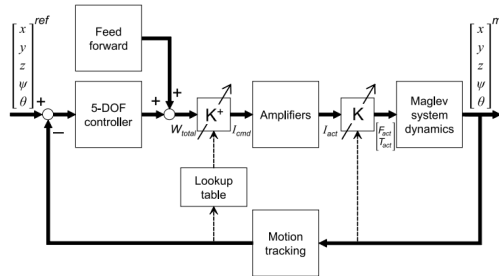 x
y
z
ψ
θ
ref
+
−
Feed
forward
5-DOF
controller
+
+
W_total
K⁺
I_cmd
Amplifiers
I_act
K
F_act
T_act
Maglev
system
dynamics
x
y
z
ψ
θ
Lookup
table
Motion
tracking